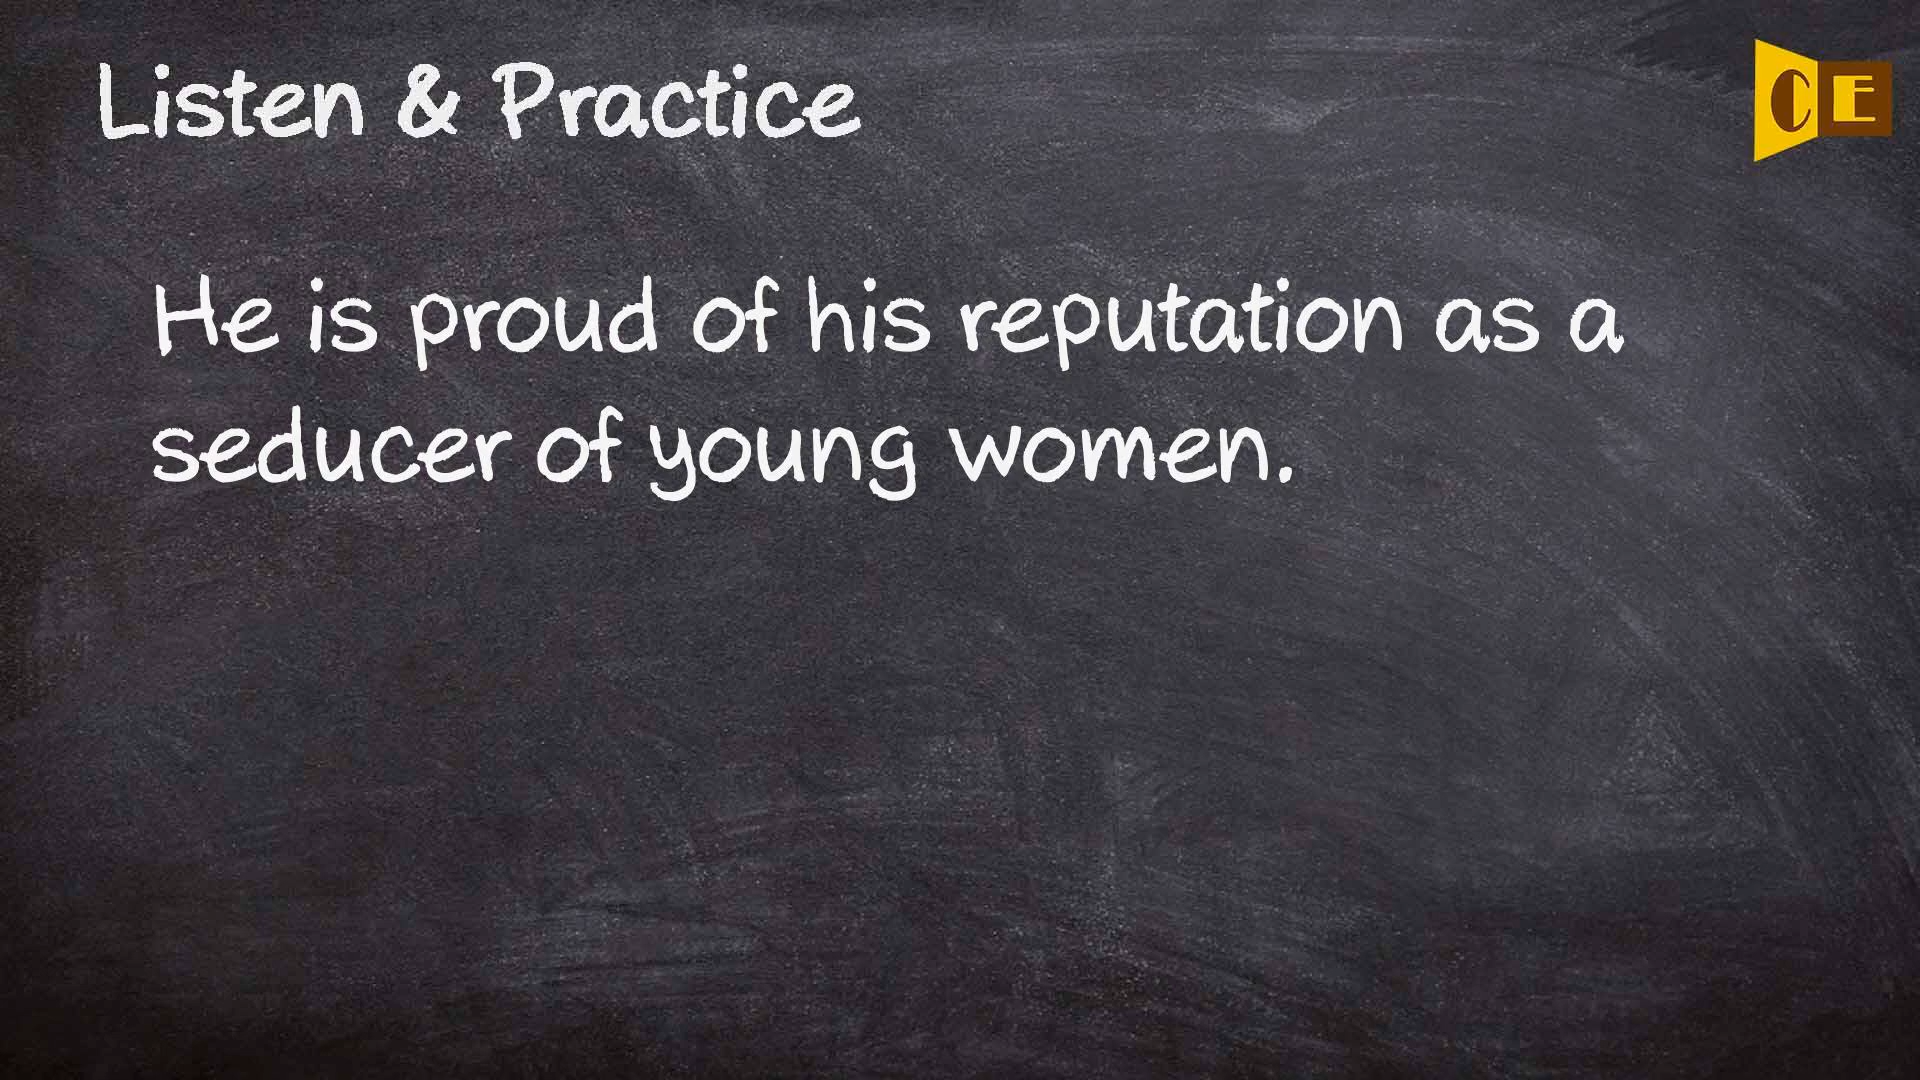 Listen & Practice
CE
He is proud of his reputation as a
seducer of young women.